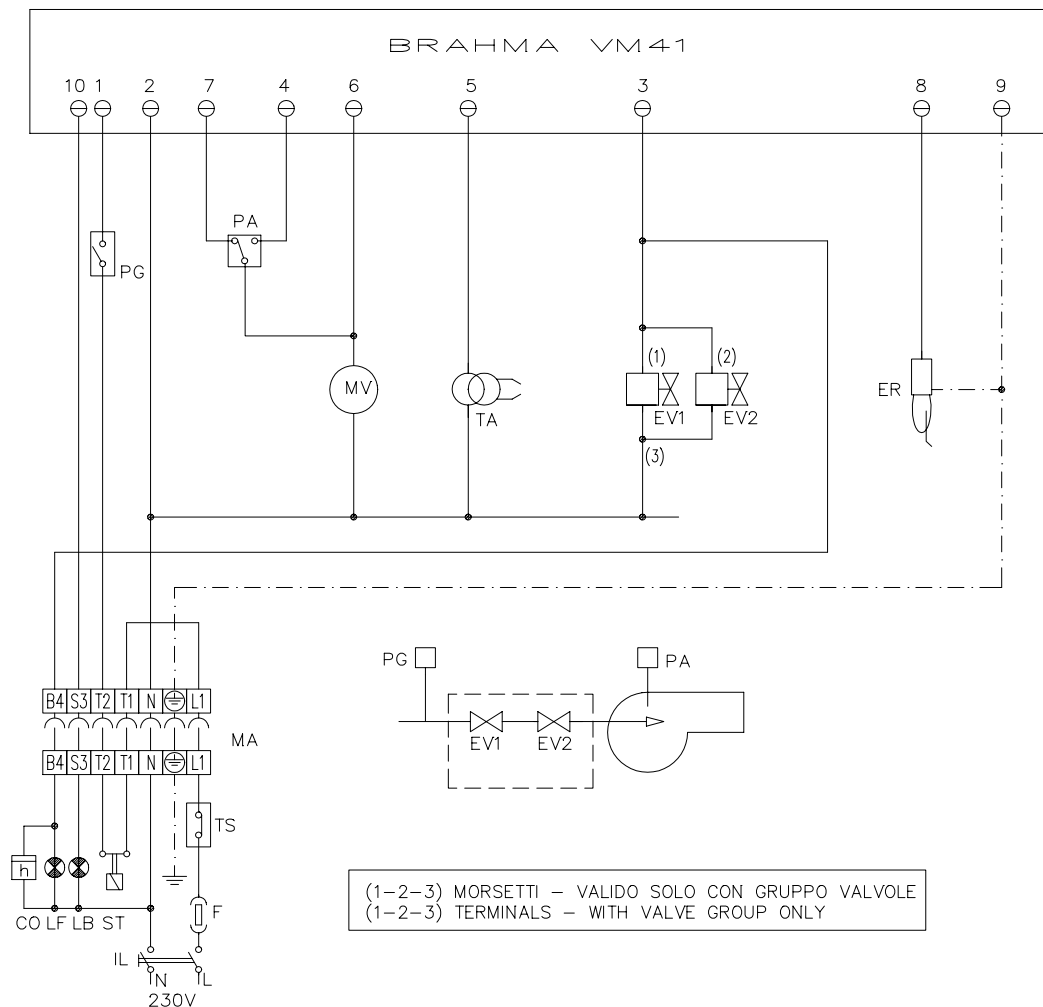 BRAHMA VM41
10 1 2 7 4 6 5 3 8 9
PA
PG
(1) (2)
MV
ER
TA
EV1 EV2
(3)
PG PA
B4 S3 T2 T1 N L1
MA
EV1 EV2
B4 S3 T2 T1 N L1
TS
h
F
CO LF LB ST
IL
N L
230V
(1-2-3) MORSETTI - VALIDO SOLO CON GRUPPO VALVOLE
(1-2-3) TERMINALS - WITH VALVE GROUP ONLY